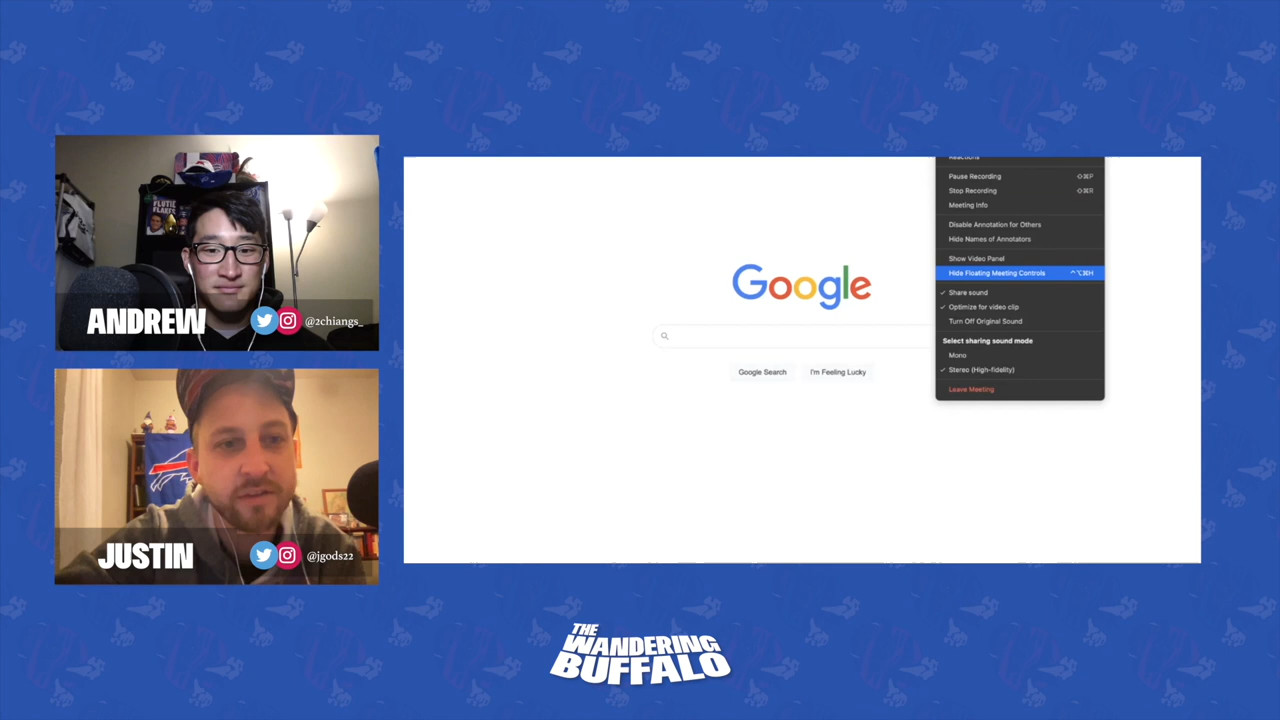 FLUTIE
FLAKES
ANDREW
@2chiangs_
JUSTIN
@jgods22
Google
Google Search
I'm Feeling Lucky
Reactions
Pause Recording ⇧⌘P
Stop Recording ⇧⌘R
Meeting Info
Disable Annotation for Others
Hide Names of Annotators
Show Video Panel
Hide Floating Meeting Controls ^⌥⌘H
✓ Share sound
✓ Optimize for video clip
Turn Off Original Sound
Select sharing sound mode
Mono
✓ Stereo (High-fidelity)
Leave Meeting
THE
WANDERING
BUFFALO